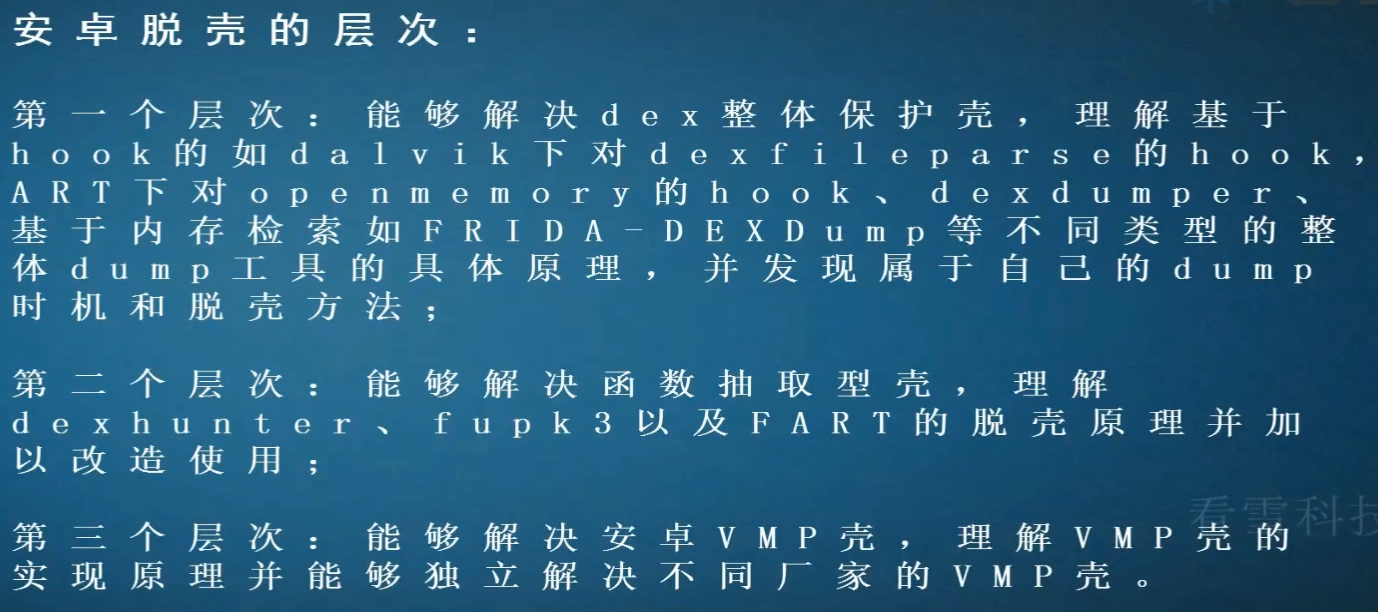 安卓脱壳的层次：
第一个层次：能够解决dex整体保护壳，理解基于
hook的如dalvik下对dexfileparse的hook，
ART下对openmemory的hook、dexdumper、
基于内存检索如FRIDA-DEXDump等不同类型的整
体dump工具的具体原理，并发现属于自己的dump
时机和脱壳方法；
第二个层次：能够解决函数抽取型壳，理解
dexhunter、fupk3以及FART的脱壳原理并加
以改造使用；
看雪科技
第三个层次：能够解决安卓VMP壳，理解VMP壳的
实现原理并能够独立解决不同厂家的VMP壳。